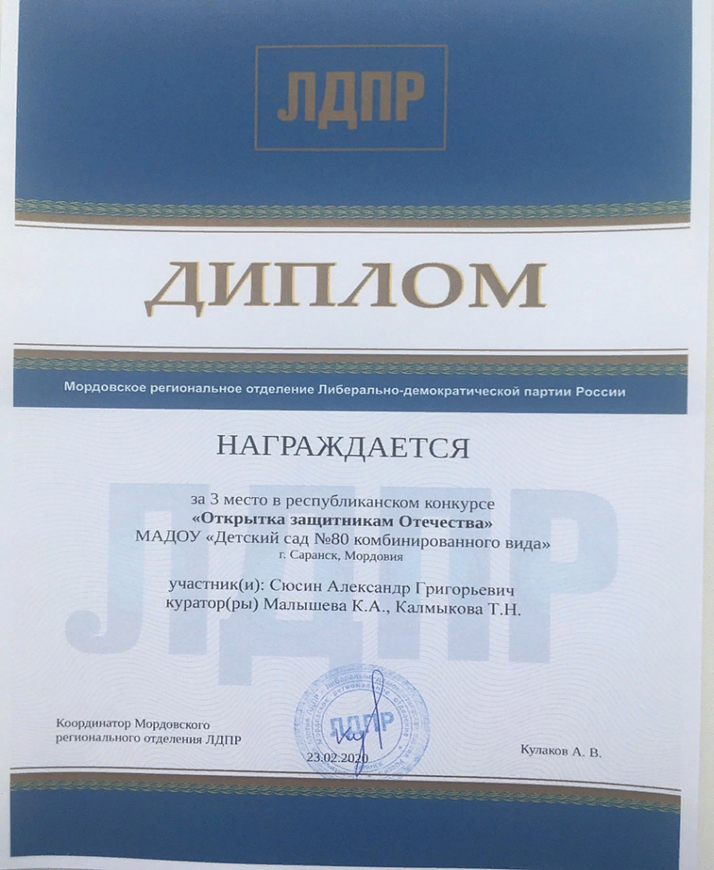 ЛДПР
ДИПЛОМ
Мордовское региональное отделение Либерально-демократической партии России
НАГРАЖДАЕТСЯ
за 3 место в республиканском конкурсе
«Открытка защитникам Отечества»
МАДОУ «Детский сад №80 комбинированного вида»
г. Саранск, Мордовия
участник(и): Сюсин Александр Григорьевич
куратор(ры) Малышева К.А., Калмыкова Т.Н.
ЛДПР
Координатор Мордовского
регионального отделения ЛДПР
ЛДПР
23.02.2020
Кулаков А. В.